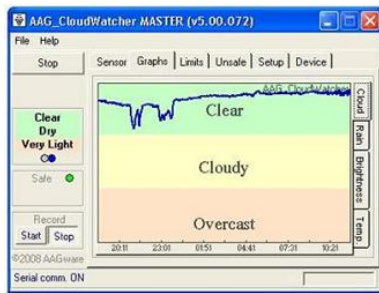 AAG_CloudWatcher MASTER (v5.00.072)
File Help
Stop
Sensor Graphs Limits Unsafe Setup Device
AAG_CloudWatcher
Clear
Cloudy
Overcast
20:11 23:01 01:51 04:41 07:31 10:21
Cloud
Rain
Brightness
Temp.
Clear
Dry
Very Light
Safe
Record
Start Stop
©2008 AAGware
Serial comm. ON